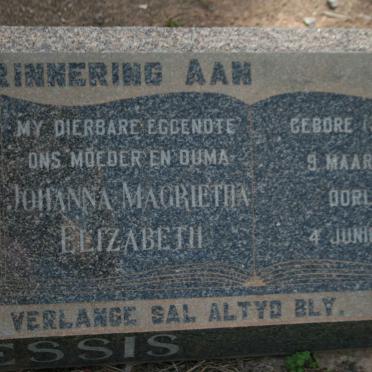 RINNERING AAN
MY DIERBARE EGGENOTE
ONS MOEDER EN OUMA
JOHANNA MAGRIETHA
ELIZABETH
GEBORE
9 MAAR
OORL
4 JUNI
VERLANGE SAL ALTYD BLY.
ESSIS